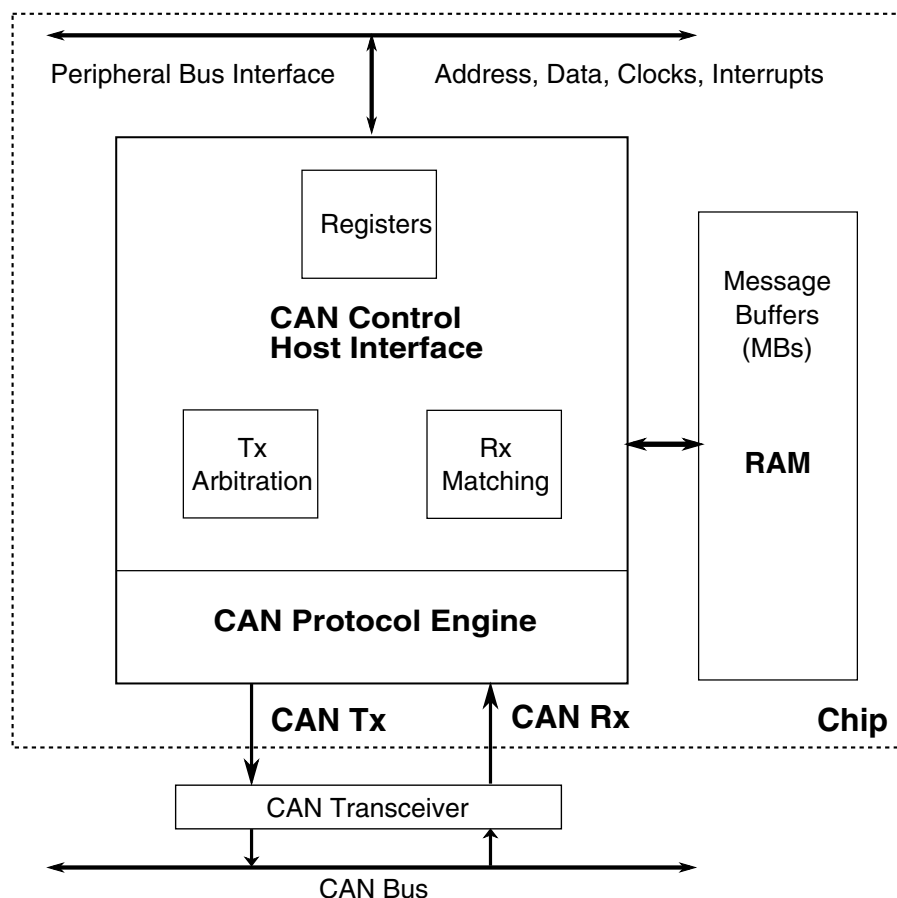 Peripheral Bus Interface
Address, Data, Clocks, Interrupts
Registers
CAN Control
Host Interface
Tx
Arbitration
Rx
Matching
Message
Buffers
(MBs)
RAM
CAN Protocol Engine
CAN Tx
CAN Rx
Chip
CAN Transceiver
CAN Bus